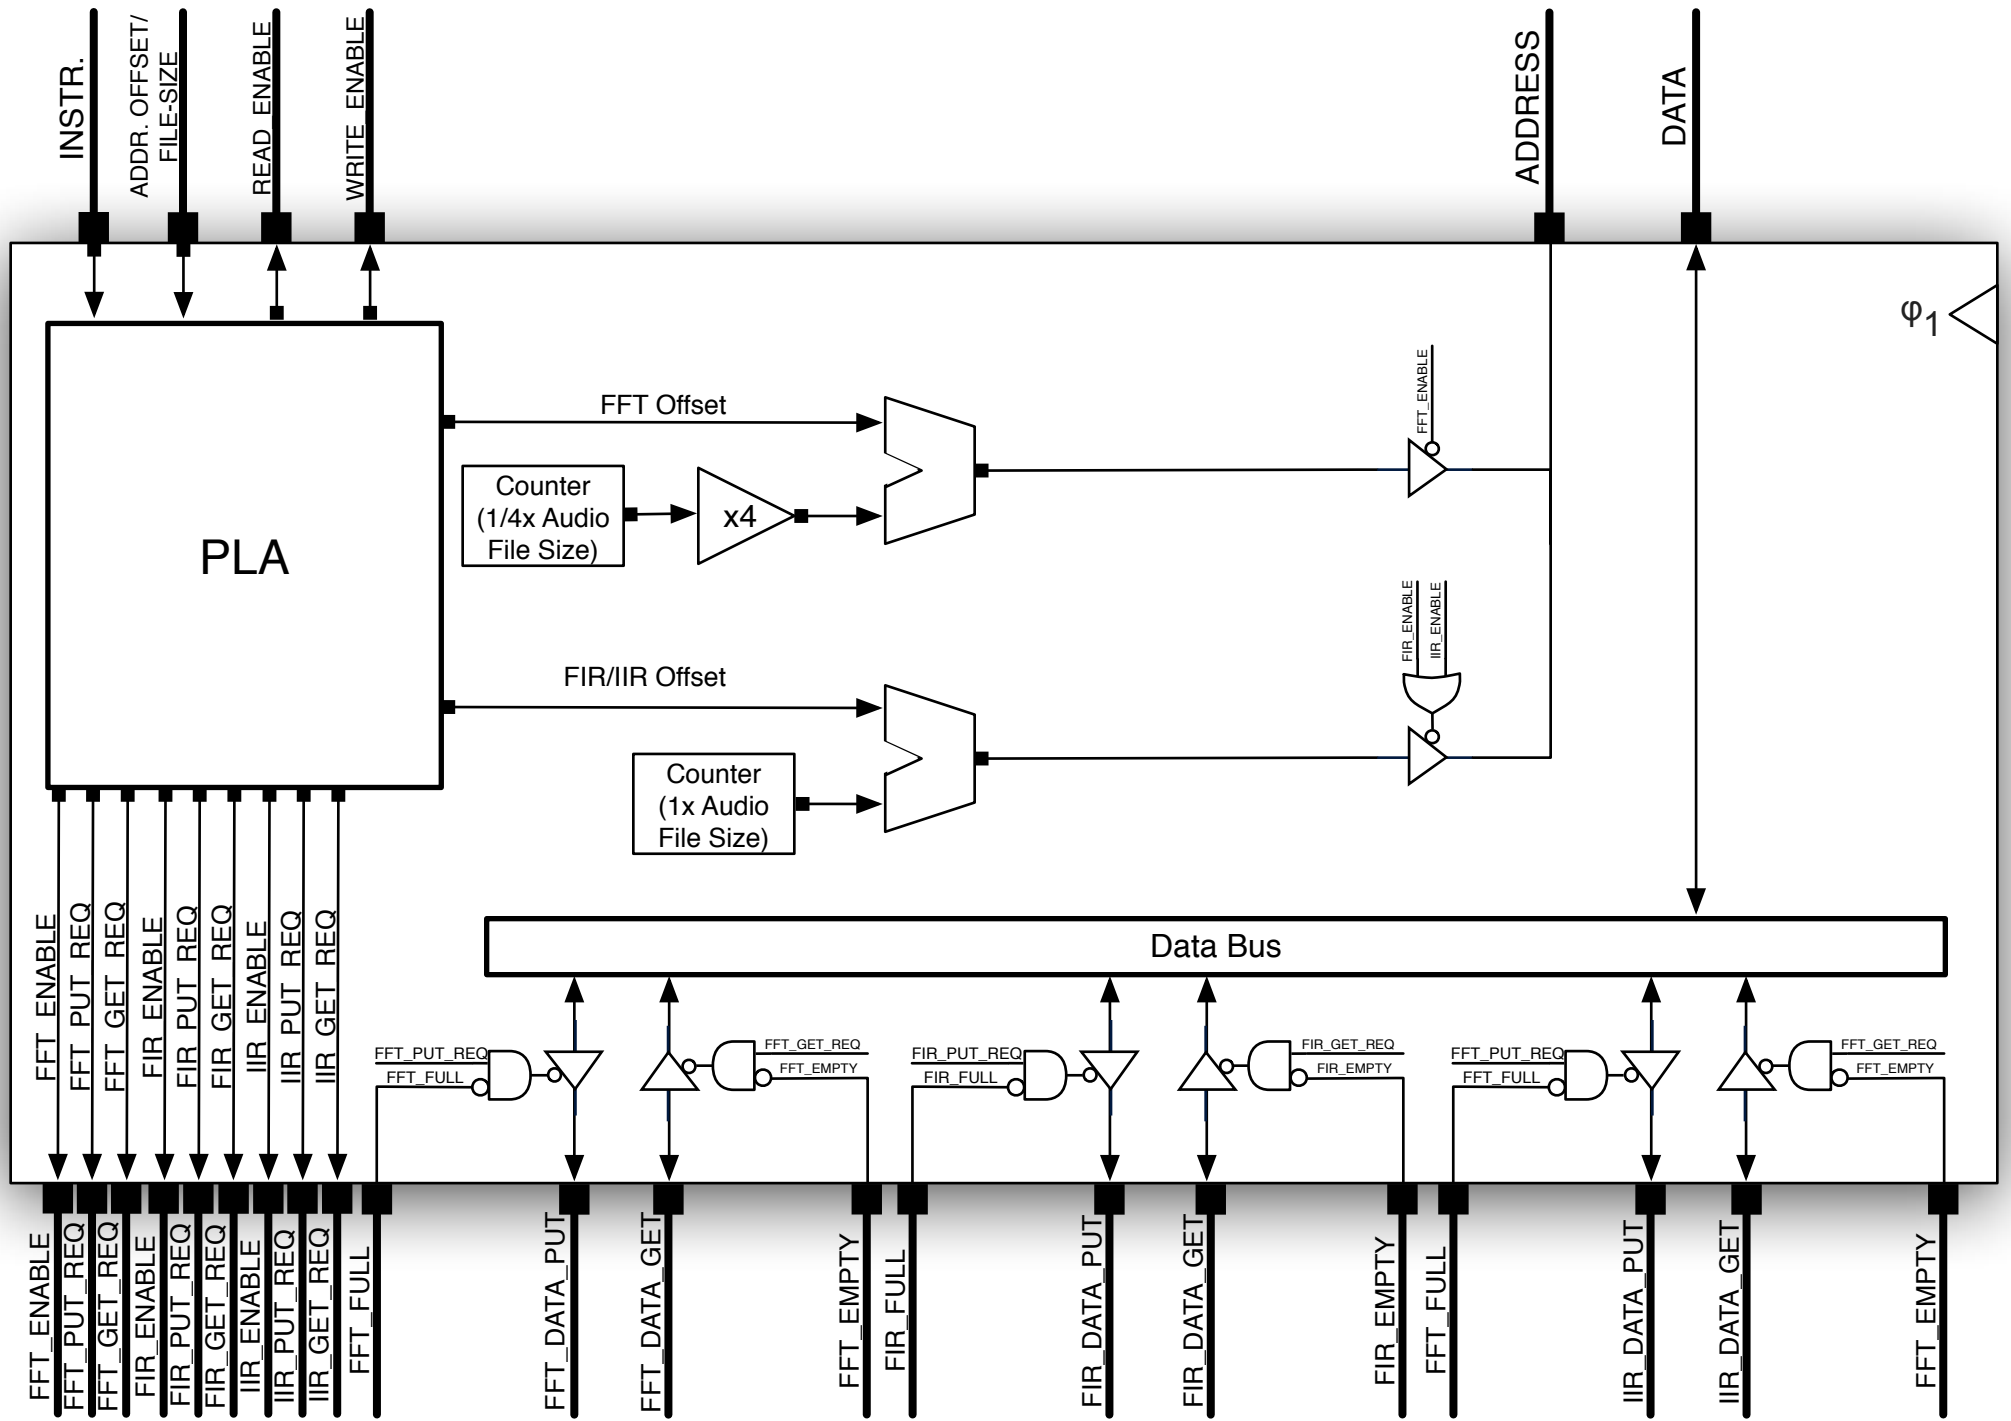 INSTR.
ADDR. OFFSET/
FILE-SIZE
READ_ENABLE
WRITE_ENABLE
ADDRESS
DATA
φ1
FFT_ENABLE
FFT Offset
Counter
(1/4x Audio
File Size)
x4
PLA
FIR_ENABLE
IIR_ENABLE
FIR/IIR Offset
Counter
(1x Audio
File Size)
FFT_ENABLE
FFT_PUT_REQ
FFT_GET_REQ
FIR_ENABLE
FIR_PUT_REQ
FIR_GET_REQ
IIR_ENABLE
IIR_PUT_REQ
IIR_GET_REQ
Data Bus
FFT_PUT_REQ
FFT_FULL
FFT_GET_REQ
FFT_EMPTY
FIR_PUT_REQ
FIR_FULL
FIR_GET_REQ
FIR_EMPTY
FFT_PUT_REQ
FFT_FULL
FFT_GET_REQ
FFT_EMPTY
FFT_ENABLE
FFT_PUT_REQ
FFT_GET_REQ
FIR_ENABLE
FIR_PUT_REQ
FIR_GET_REQ
IIR_ENABLE
IIR_PUT_REQ
IIR_GET_REQ
FFT_FULL
FFT_DATA_PUT
FFT_DATA_GET
FFT_EMPTY
FIR_FULL
FIR_DATA_PUT
FIR_DATA_GET
FIR_EMPTY
FFT_FULL
IIR_DATA_PUT
IIR_DATA_GET
FFT_EMPTY